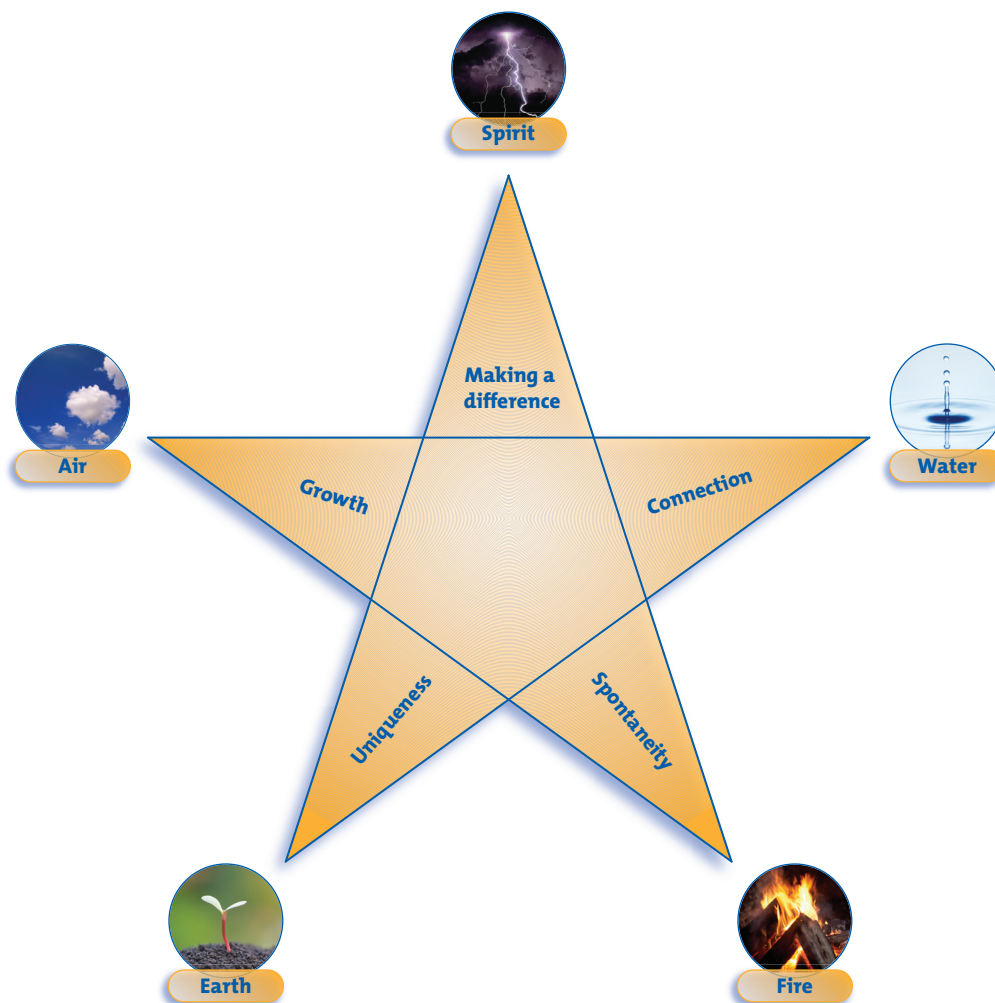 Spirit
Making a
difference
Air
Growth
Connection
Water
Uniqueness
Spontaneity
Earth
Fire